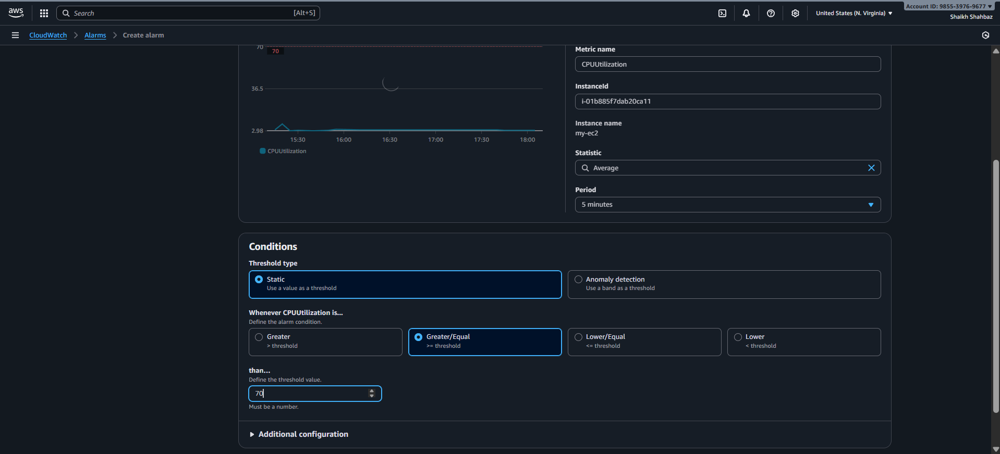 aws
Search
[Alt+S]
United States (N. Virginia)
Account ID: 9855-3976-9677
Shaikh Shahbaz
CloudWatch
Alarms
Create alarm
70
70
36.5
2.98
15:30
16:00
16:30
17:00
17:30
18:00
CPUUtilization
Metric name
CPUUtilization
InstanceId
i-01b885f7dab20ca11
Instance name
my-ec2
Statistic
Average
Period
5 minutes
Conditions
Threshold type
Static
Use a value as a threshold
Anomaly detection
Use a band as a threshold
Whenever CPUUtilization is...
Define the alarm condition.
Greater
> threshold
Greater/Equal
>= threshold
Lower/Equal
<= threshold
Lower
< threshold
than...
Define the threshold value.
70
Must be a number.
Additional configuration